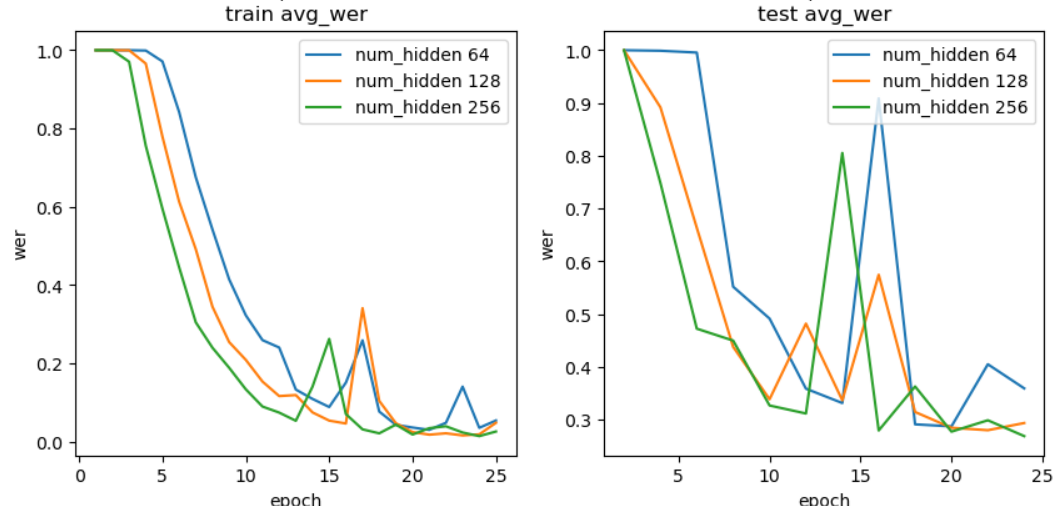 train avg_wer
1.0
0.8
0.6
0.4
0.2
0.0
wer
num_hidden 64
num_hidden 128
num_hidden 256
0
5
10
15
20
25
epoch
test avg_wer
1.0
0.9
0.8
0.7
0.6
0.5
0.4
0.3
wer
num_hidden 64
num_hidden 128
num_hidden 256
5
10
15
20
25
epoch